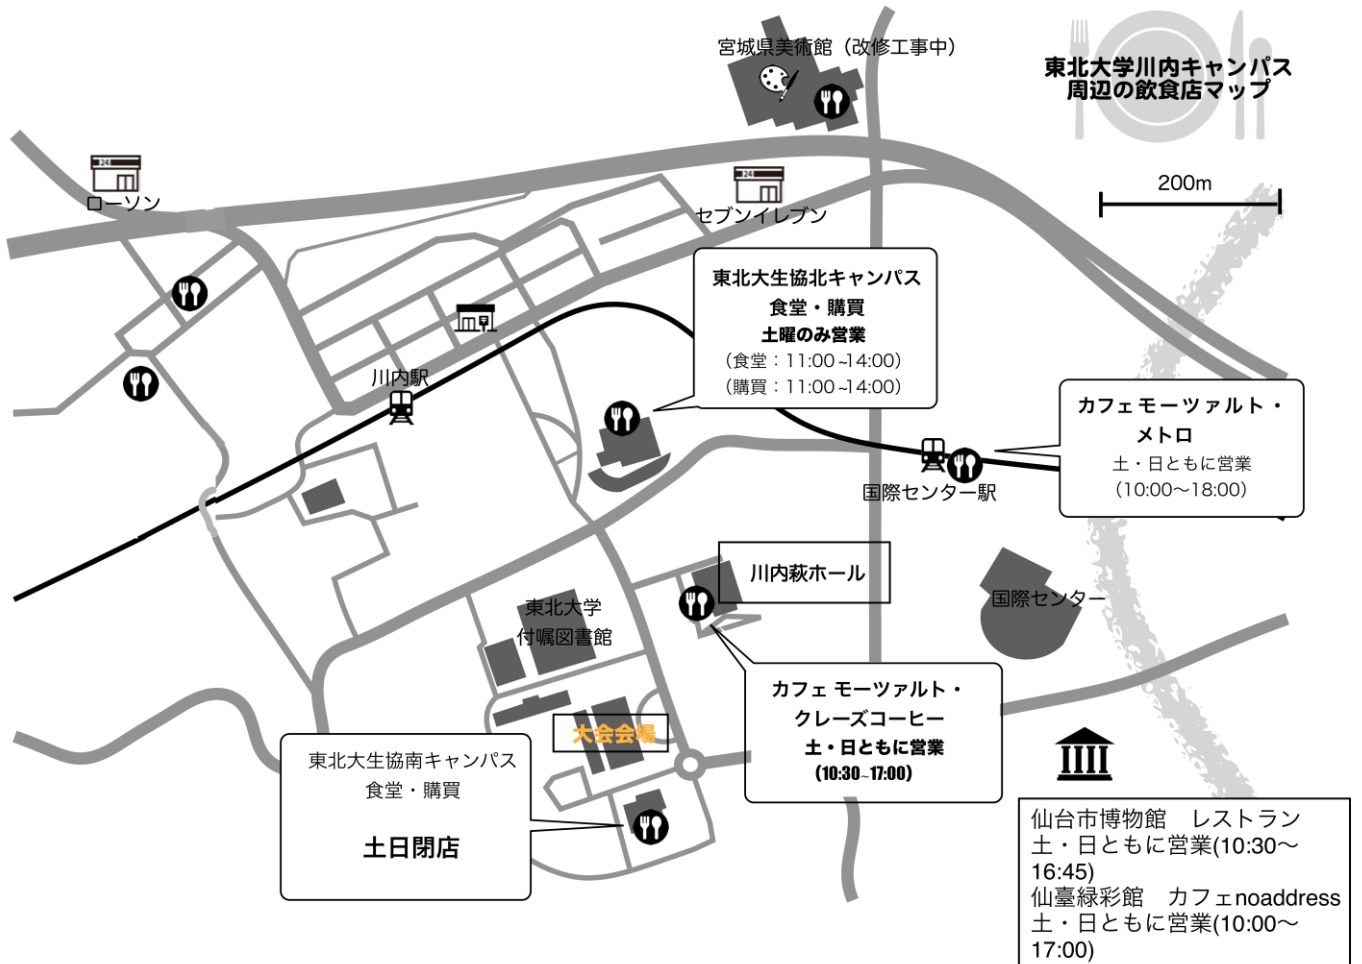 宮城県美術館（改修工事中）
東北大学川内キャンパス
周辺の飲食店マップ
200m
ローソン
セブンイレブン
東北大生協北キャンパス
食堂・購買
土曜のみ営業
（食堂：11:00~14:00）
（購買：11:00~14:00）
川内駅
カフェモーツァルト・
メトロ
土・日ともに営業
（10:00〜18:00）
国際センター駅
川内萩ホール
国際センター
東北大学
付嘱図書館
カフェ モーツァルト・
クレーズコーヒー
土・日ともに営業
（10:30~17:00）
大会会場
東北大生協南キャンパス
食堂・購買
土日閉店
仙台市博物館　レストラン
土・日ともに営業(10:30〜
16:45)
仙臺緑彩館　カフェnoaddress
土・日ともに営業(10:00〜
17:00)